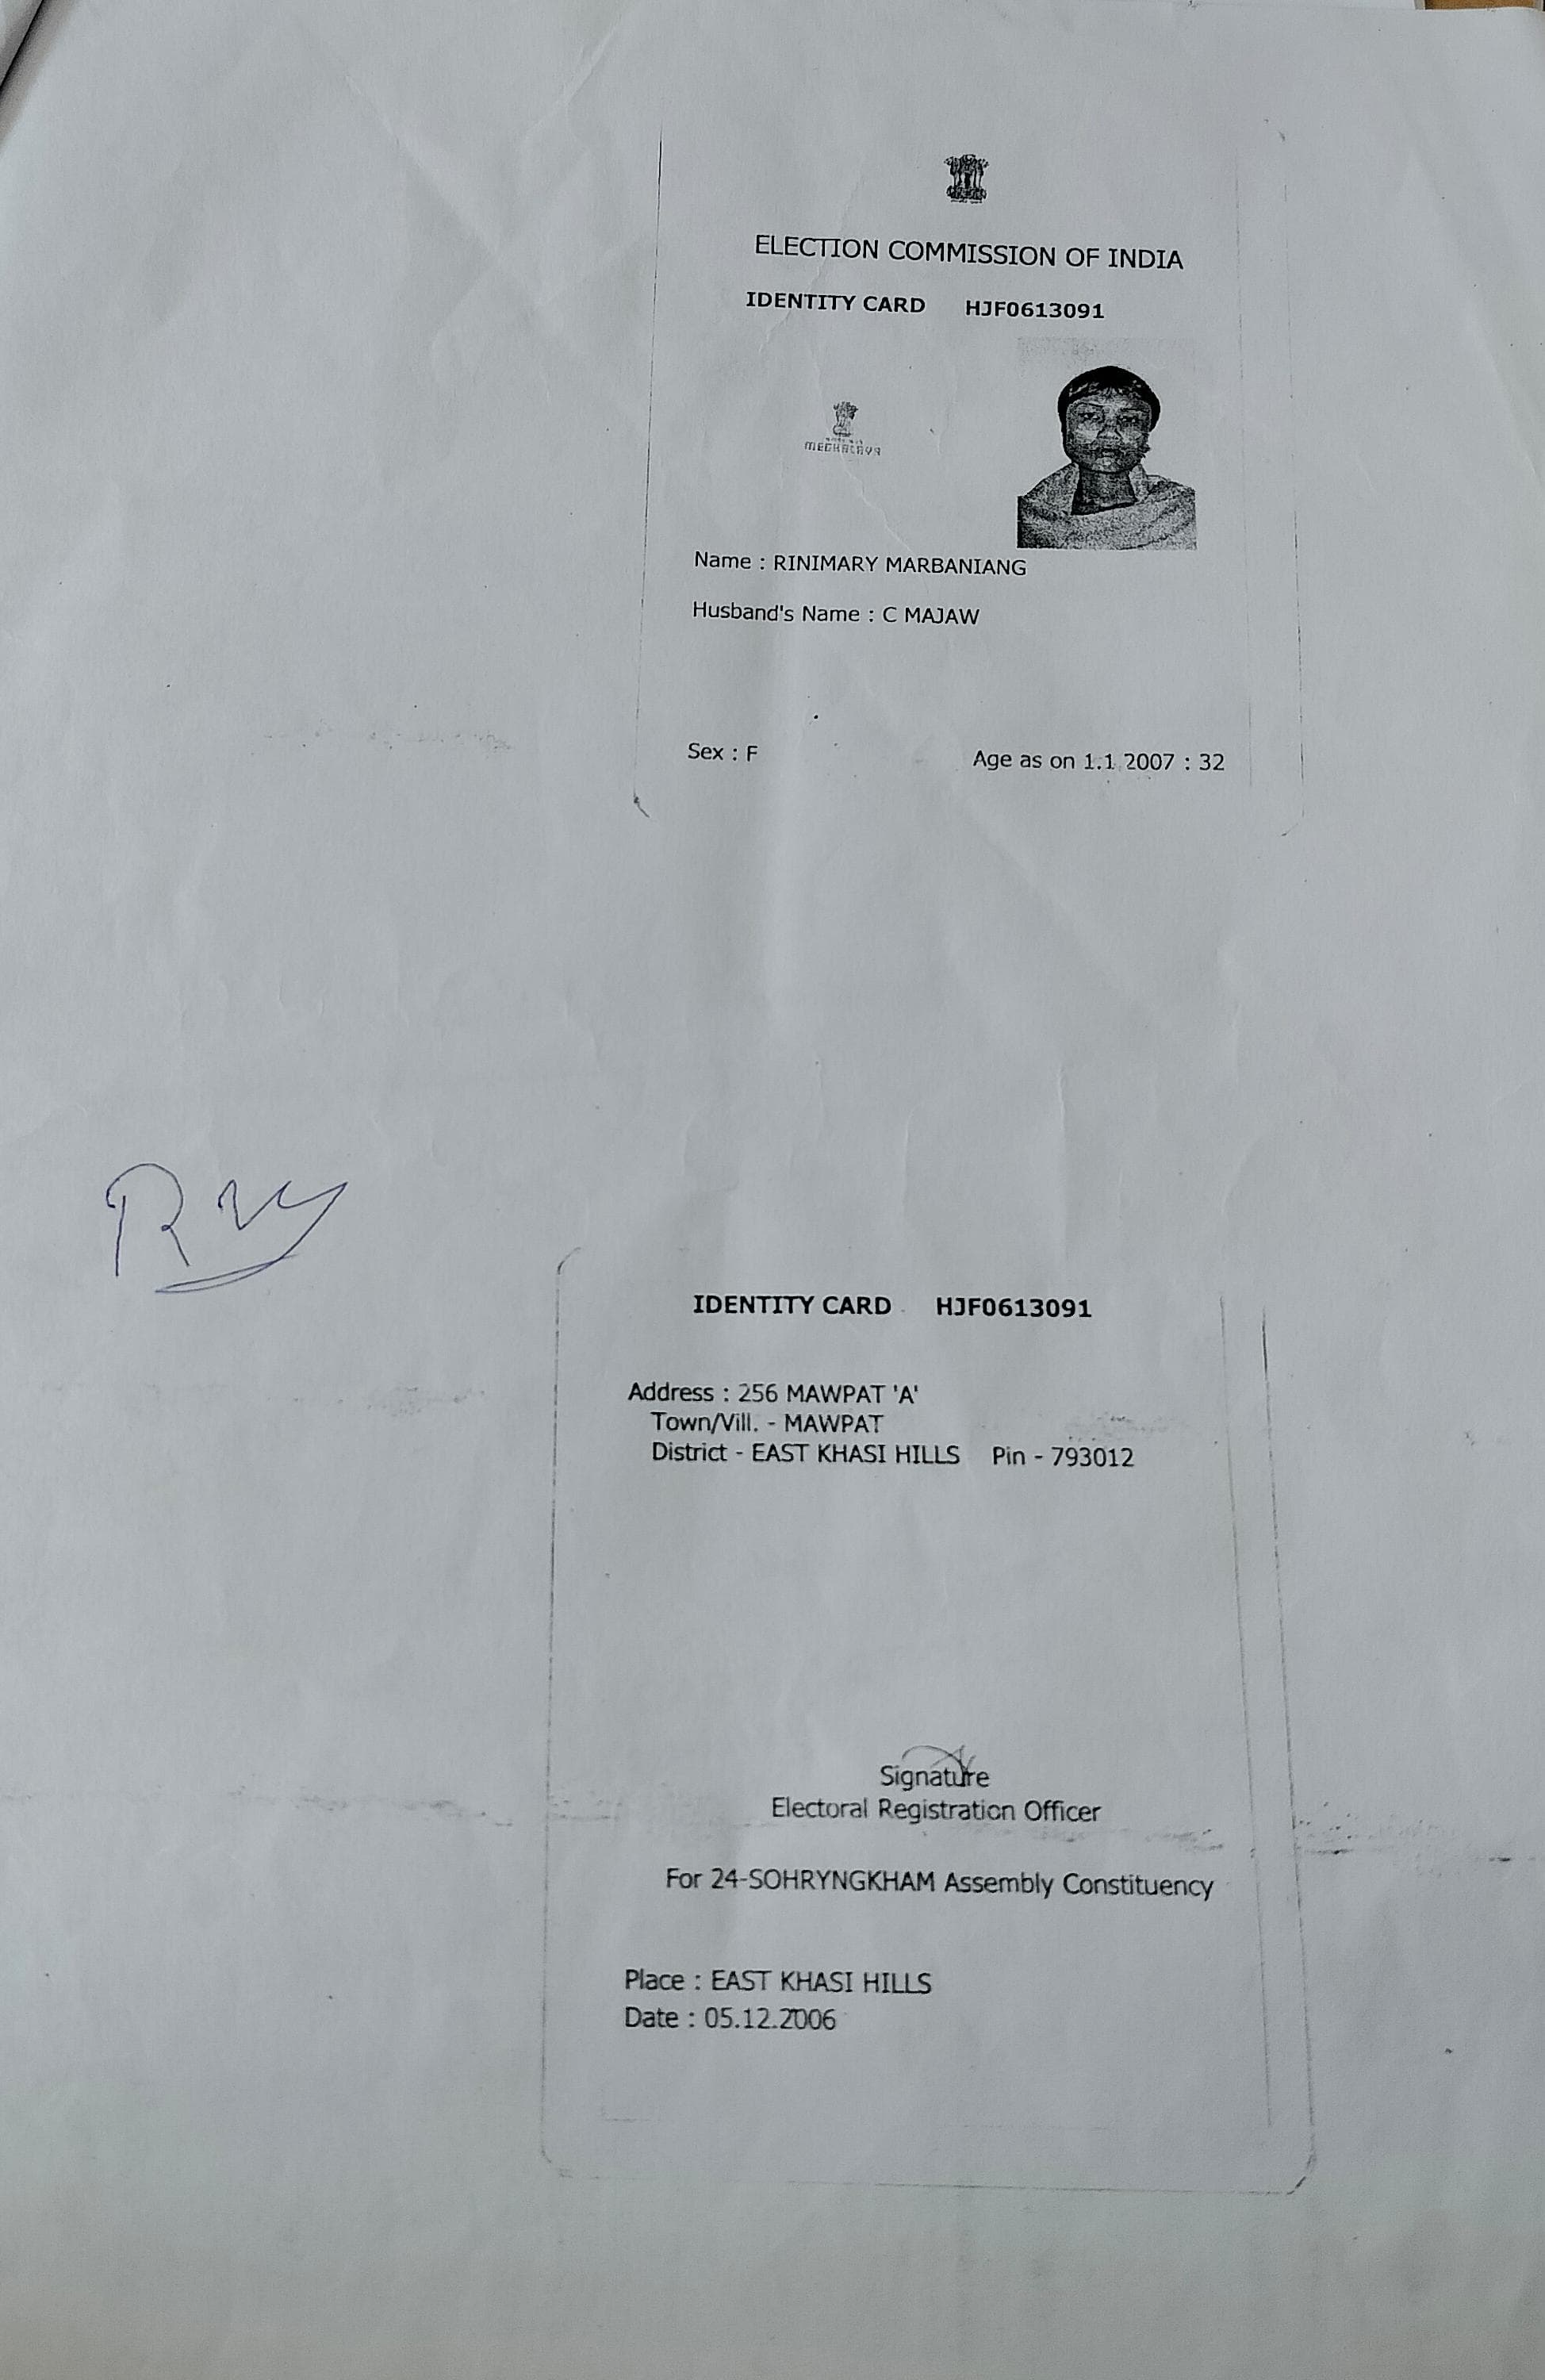 ELECTION COMMISSION OF INDIA
IDENTITY CARD HJF0613091
MEGHALAYA
Name : RINIMARY MARBANIANG
Husband's Name : C MAJAW
Sex : F Age as on 1.1.2007 : 32
IDENTITY CARD HJF0613091
Address : 256 MAWPAT 'A'
Town/Vill. - MAWPAT
District - EAST KHASI HILLS Pin - 793012
Signature
Electoral Registration Officer
For 24-SOHRYNGKHAM Assembly Constituency
Place : EAST KHASI HILLS
Date : 05.12.2006